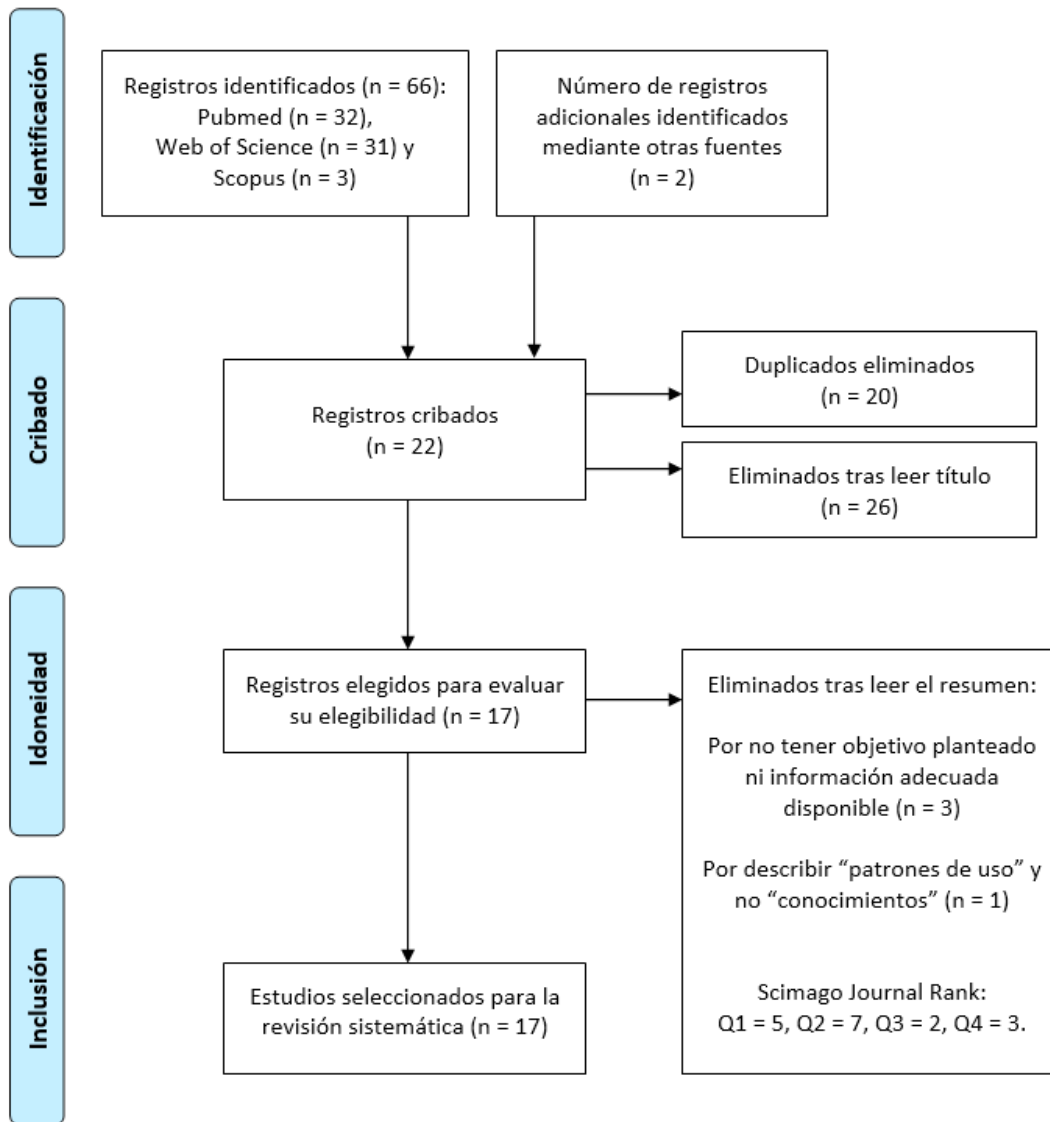 Identificación
Registros identificados (n = 66):
Pubmed (n = 32),
Web of Science (n = 31) y
Scopus (n = 3)
Número de registros
adicionales identificados
mediante otras fuentes
(n = 2)
Cribado
Registros cribados
(n = 22)
Duplicados eliminados
(n = 20)
Eliminados tras leer título
(n = 26)
Idoneidad
Registros elegidos para evaluar
su elegibilidad (n = 17)
Eliminados tras leer el resumen:
Por no tener objetivo planteado
ni información adecuada
disponible (n = 3)
Por describir “patrones de uso” y
no “conocimientos” (n = 1)
Scimago Journal Rank:
Q1 = 5, Q2 = 7, Q3 = 2, Q4 = 3.
Inclusión
Estudios seleccionados para la
revisión sistemática (n = 17)